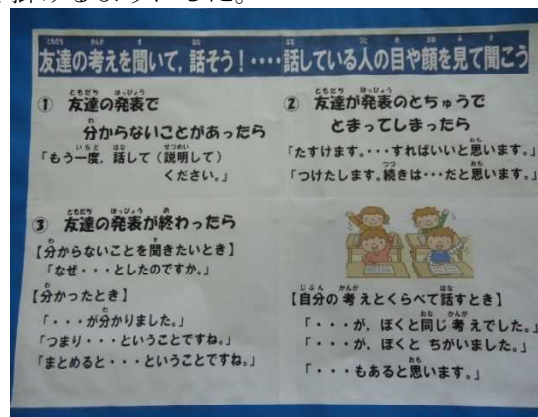 友達の考えを聞いて,話そう!・・・・話している人の目や顔を見て聞こう
① 友達の発表で
分からないことがあったら
「もう一度,話して(説明して)
ください。」
② 友達が発表のとちゅうで
とまってしまったら
「たすけます。・・・すればいいと思います。」
「つけたします。続きは・・・だと思います。」
③ 友達の発表が終わったら
【分からないことを聞きたいとき】
「なぜ・・・としたのですか。」
【分かったとき】
「・・・が分かりました。」
「つまり・・・ということですね。」
「まとめると・・・ということですね。」
【自分の考えとくらべて話すとき】
「・・・が,ぼくと同じ考えでした。」
「・・・が,ぼくとちがいました。」
「・・・もあると思います。」